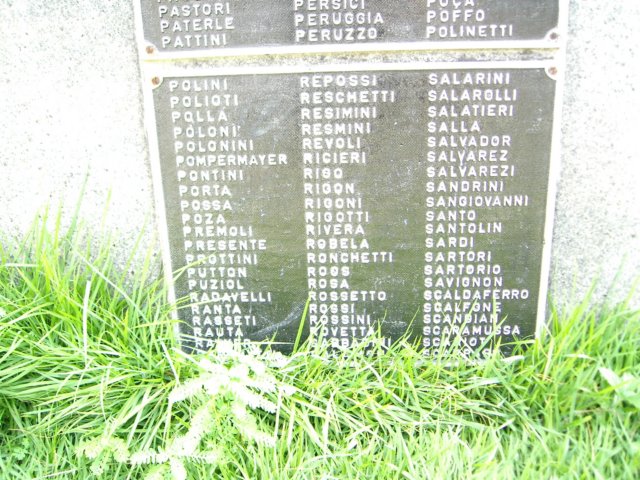 PASTORI
PATERLE
PATTINI
PERSICI
PERUGGIA
PERUZZO
POÇA
POFFO
POLINETTI
POLINI
POLIOTI
POLLA
POLONI
POLONINI
POMPERMAYER
PONTINI
PORTA
POSSA
POZA
PREMOLI
PRESENTE
PROTTINI
PUTTON
PUZIOL
RADAVELLI
RANTA
RASSETI
RAUTA
REPOSSI
RESCHETTI
RESIMINI
RESMINI
REVOLI
RICIERI
RIGO
RIGON
RIGONI
RIGOTTI
RIVERA
ROBELA
RONCHETTI
ROOS
ROSA
ROSSETO
ROSSI
ROSSINI
ROVETTA
SALARINI
SALAROLLI
SALATIERI
SALLA
SALVADOR
SALVAREZ
SALVAREZI
SANDRINI
SANGIOVANNI
SANTO
SANTOLIN
SARDI
SARTORI
SARTORIO
SAVIGNON
SCALDAFERRO
SCALFONE
SCANDIAN
SCARAMUSSA